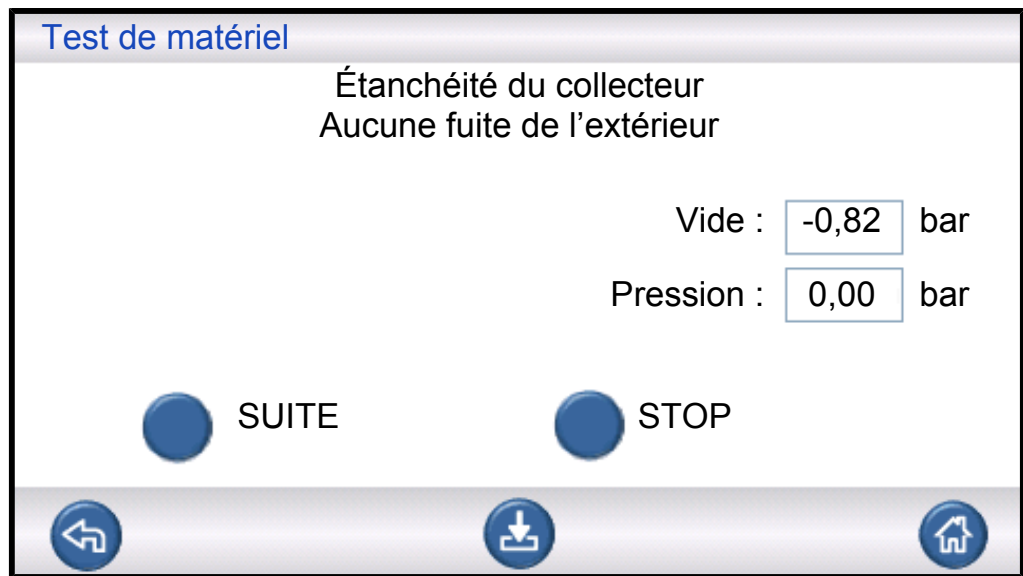 Test de matériel
Étanchéité du collecteur
Aucune fuite de l’extérieur
Vide : -0,82 bar
Pression : 0,00 bar
SUITE STOP